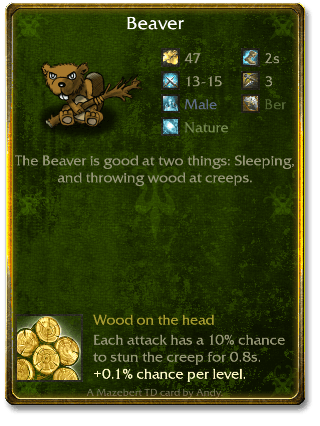 Beaver
47 2s
13-15 3
Male Ber
Nature
The Beaver is good at two things: Sleeping,
and throwing wood at creeps.
Wood on the head
Each attack has a 10% chance
to stun the creep for 0.8s.
+0.1% chance per level.
A Mazebert TD card by Andy.